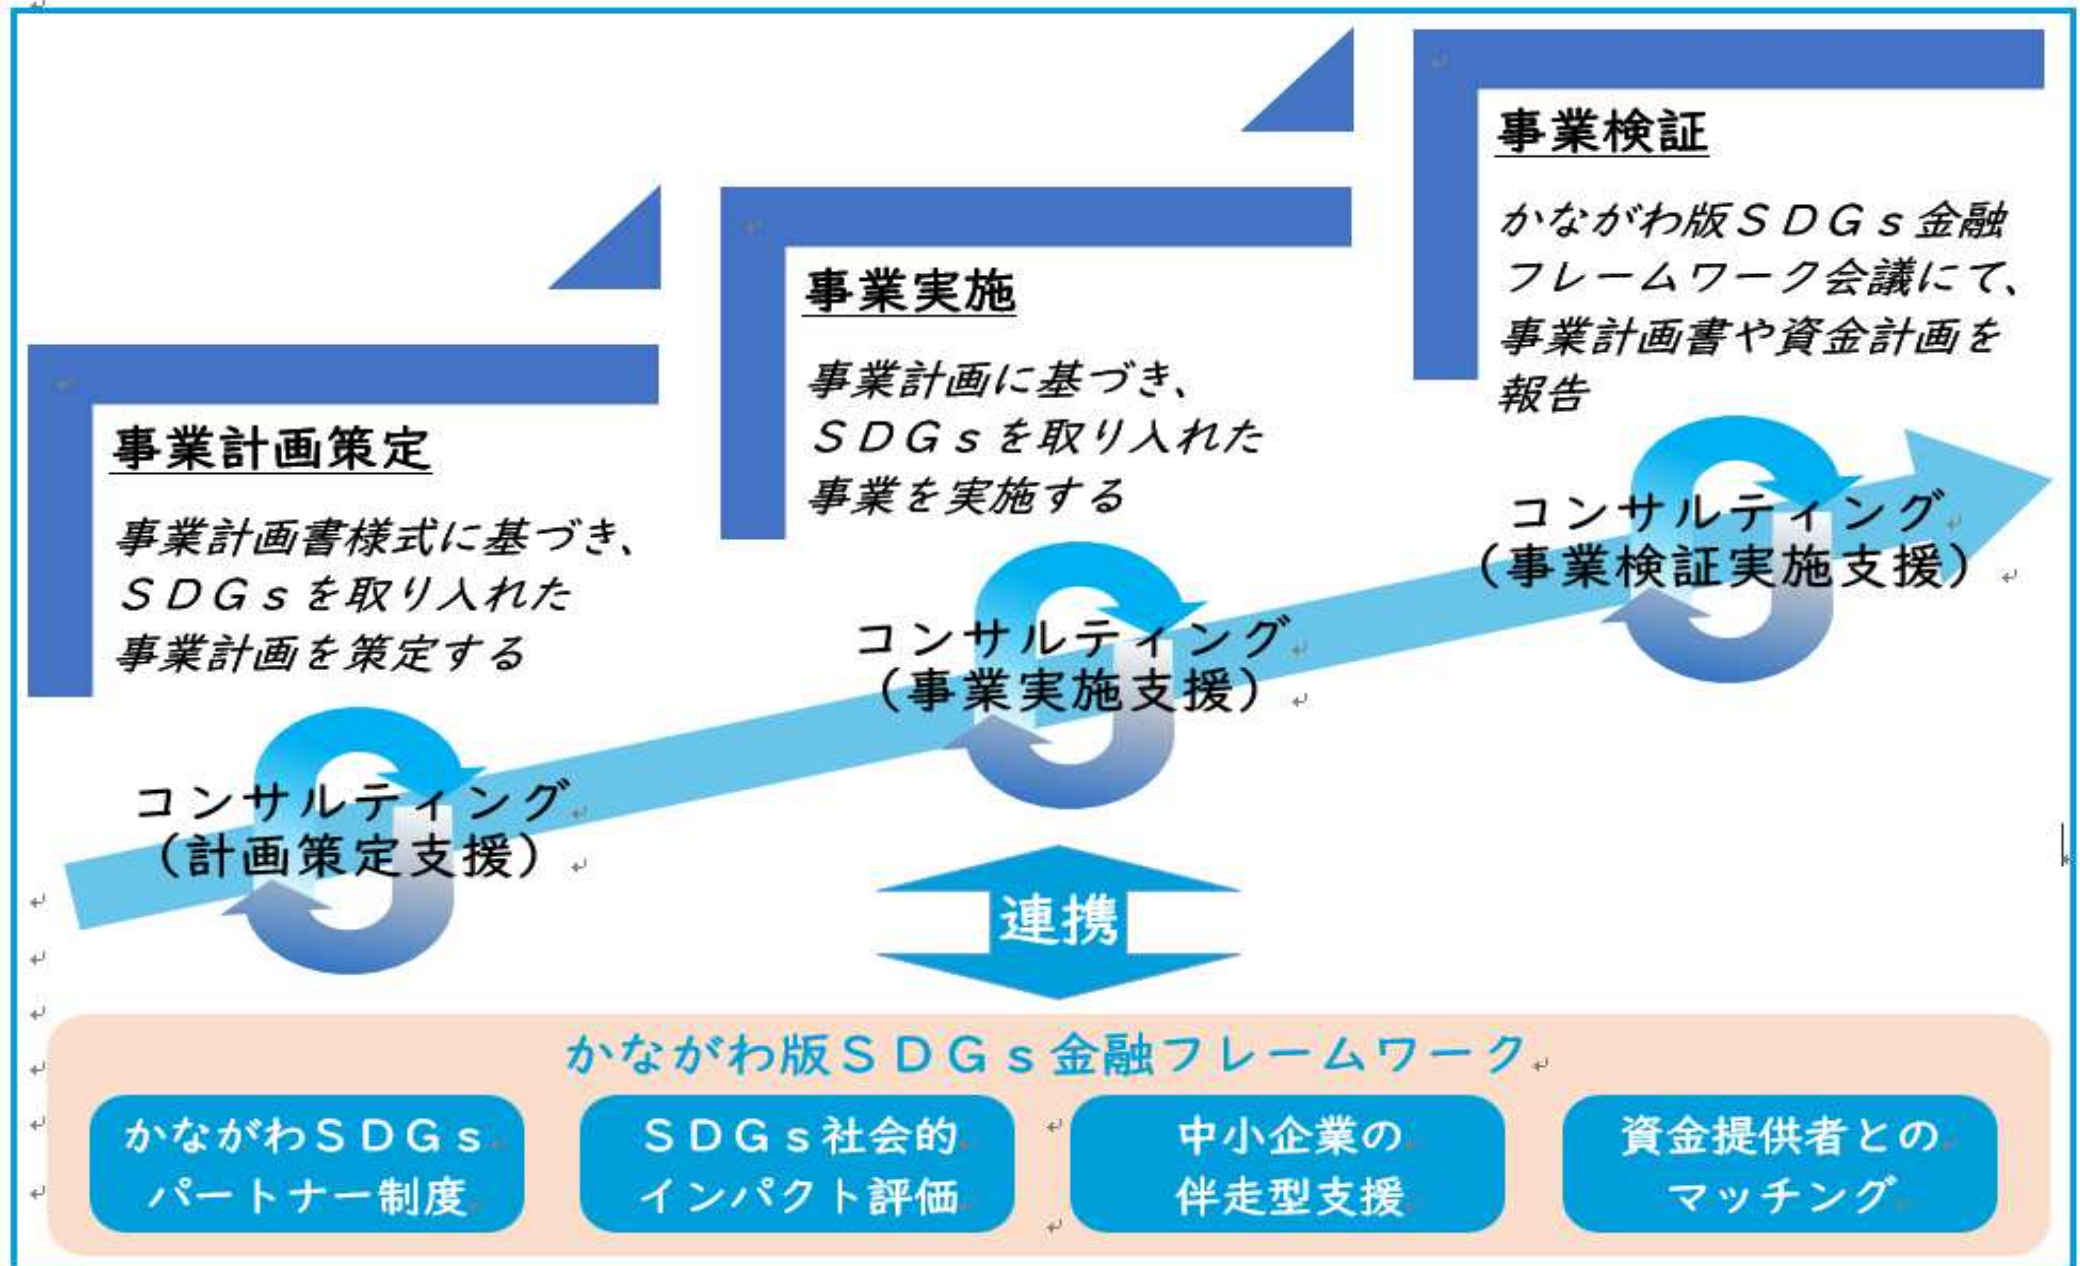 事業計画策定
事業計画書様式に基づき、
ＳＤＧｓを取り入れた
事業計画を策定する
コンサルティング
（計画策定支援）
事業実施
事業計画に基づき、
ＳＤＧｓを取り入れた
事業を実施する
コンサルティング
（事業実施支援）
事業検証
かながわ版ＳＤＧｓ金融
フレームワーク会議にて、
事業計画書や資金計画を
報告
コンサルティング
（事業検証実施支援）
連携
かながわ版ＳＤＧｓ金融フレームワーク
かながわＳＤＧｓ
パートナー制度
ＳＤＧｓ社会的
インパクト評価
中小企業の
伴走型支援
資金提供者との
マッチング